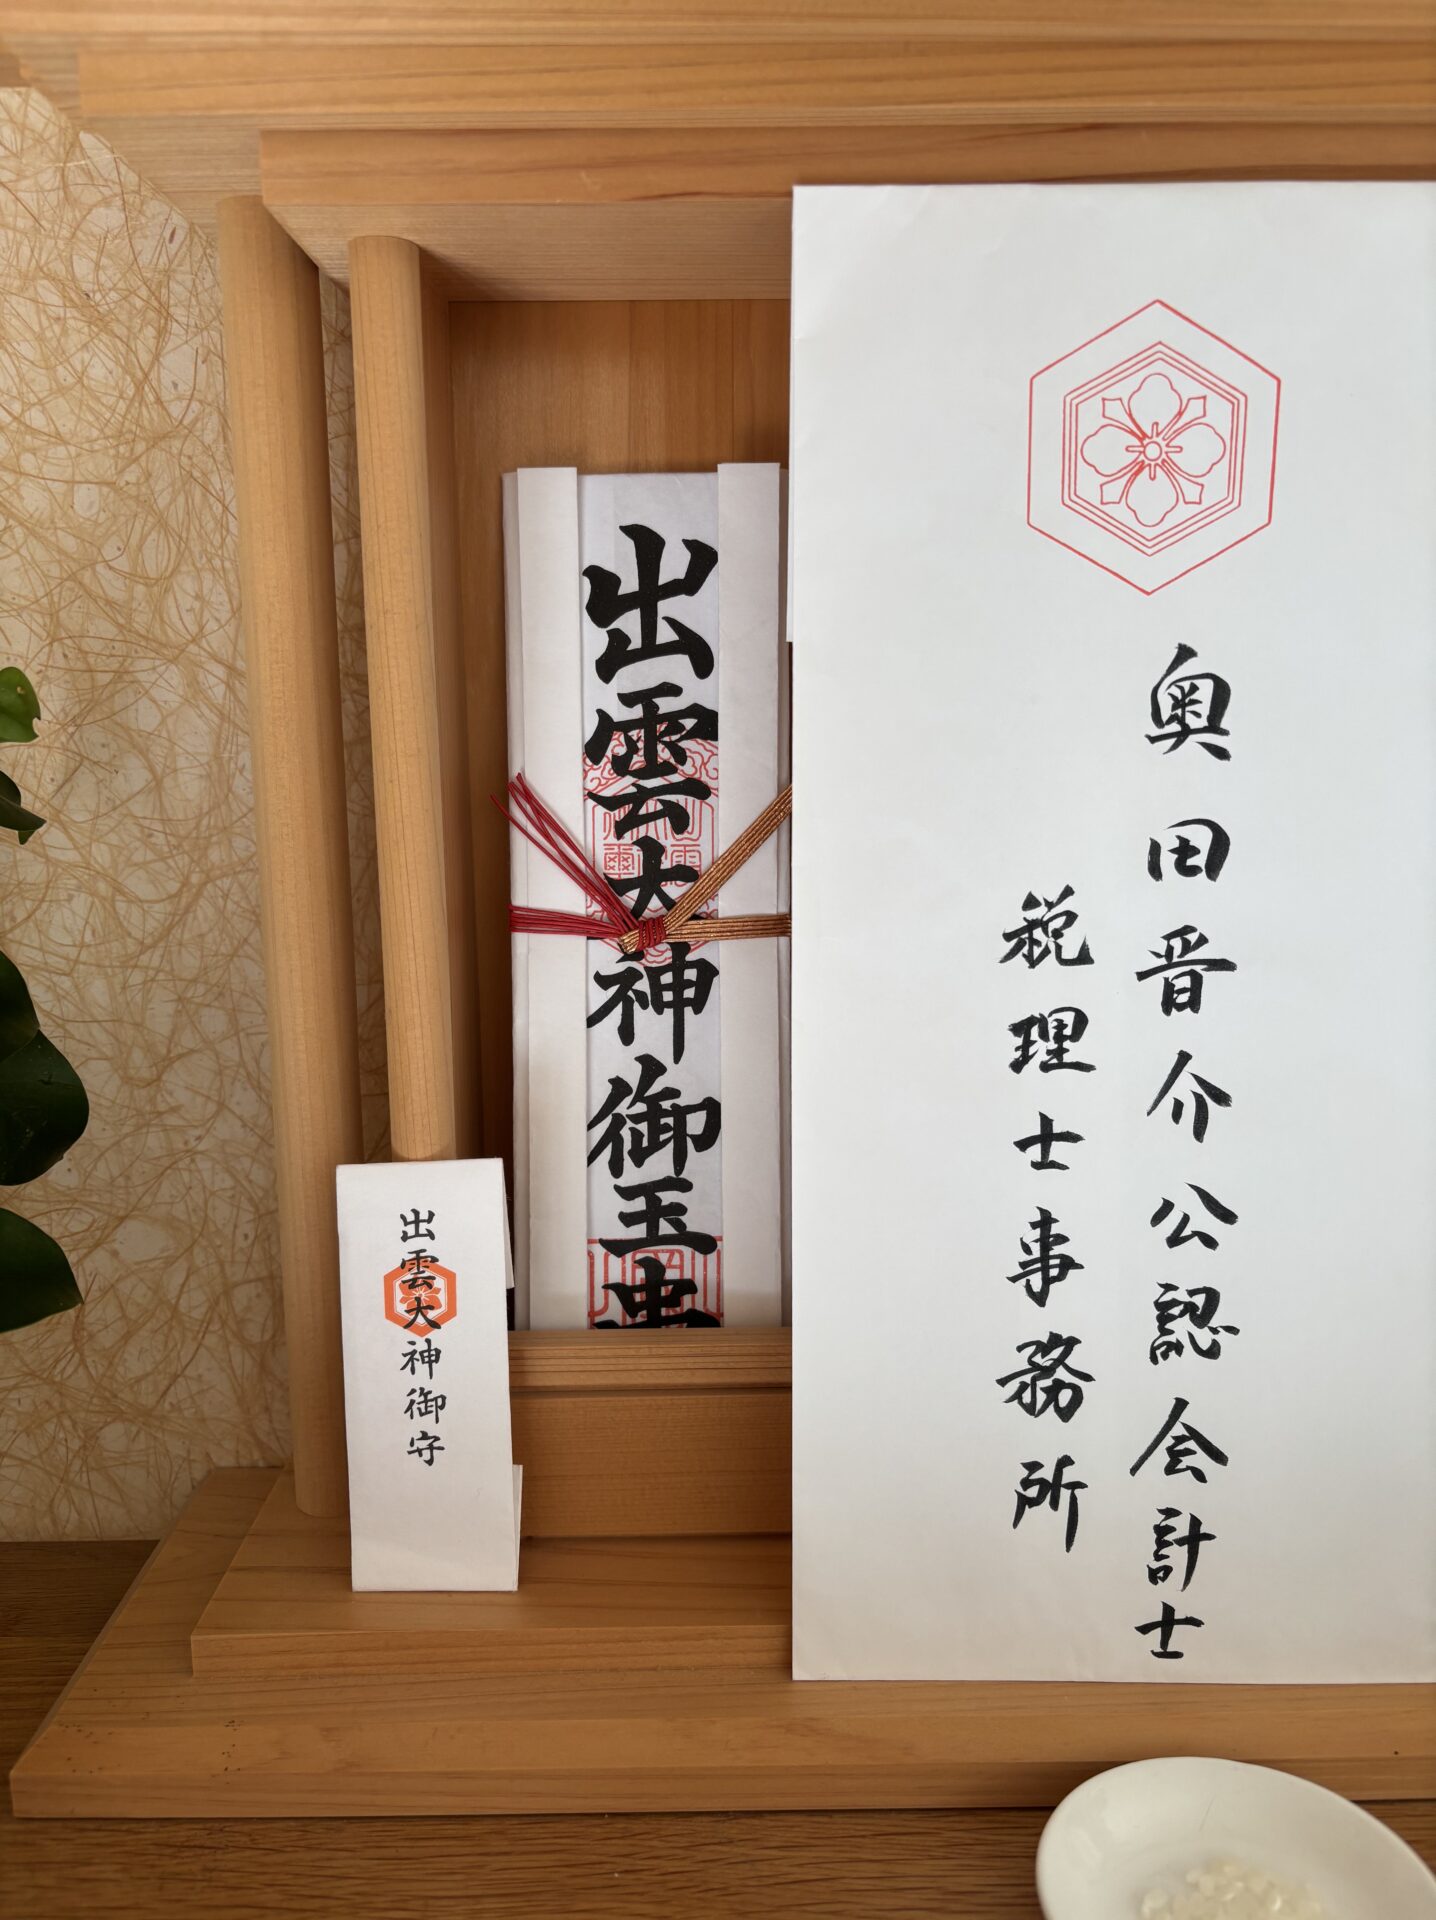 奥田晋介公認会計士
税理士事務所
出雲大神御玉串
出雲大神御守